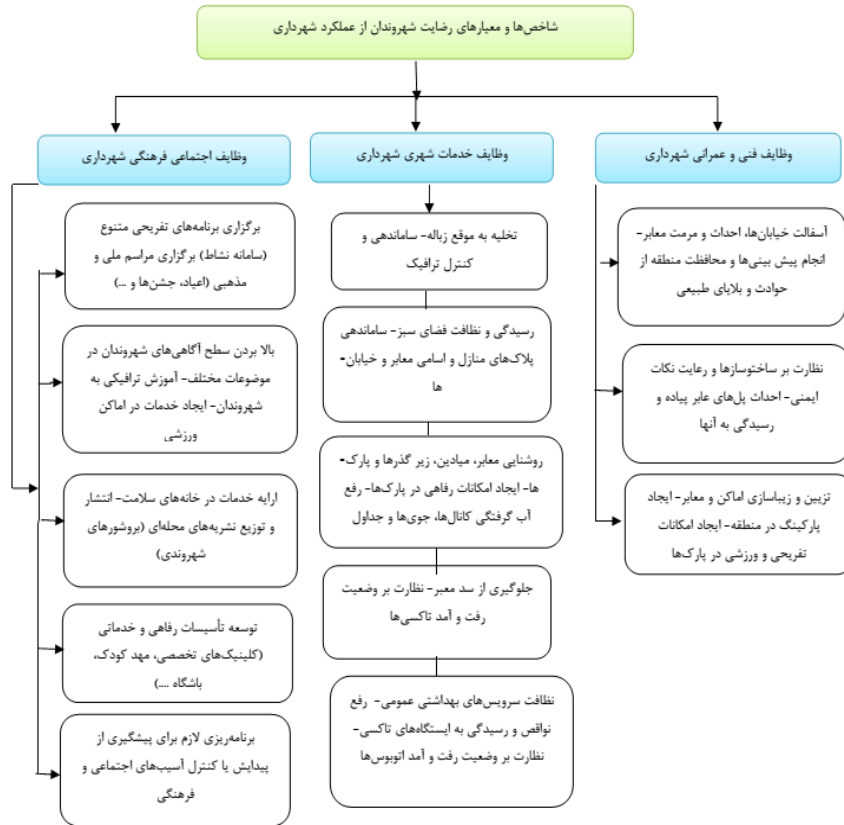 شاخص‌ها و معیارهای رضایت شهروندان از عملکرد شهرداری
وظایف فنی و عمرانی شهرداری
آسفالت خیابان‌ها، احداث و مرمت معابر-
انجام پیش بینی‌ها و محافظت منطقه از
حوادث و بلایای طبیعی
نظارت بر ساختوسازها و رعایت نکات
ایمنی- احداث پل‌های عابر پیاده و
رسیدگی به آنها
تزیین و زیباسازی اماکن و معابر- ایجاد
پارکینگ در منطقه- ایجاد امکانات
تفریحی و ورزشی در پارک‌ها
وظایف خدمات شهری شهرداری
تخلیه به موقع زباله- ساماندهی و
کنترل ترافیک
رسیدگی و نظافت فضای سبز- ساماندهی
پلاک‌های منازل و اسامی معابر و خیابان-
ها
روشنایی معابر، میادین، زیر گذرها و پارک-
ها- ایجاد امکانات رفاهی در پارک‌ها- رفع
آب گرفتگی کانال‌ها، جوی‌ها و جداول
جلوگیری از سد معبر- نظارت بر وضعیت
رفت و آمد تاکسی‌ها
نظافت سرویس‌های بهداشتی عمومی- رفع
نواقص و رسیدگی به ایستگاه‌های تاکسی-
نظارت بر وضعیت رفت و آمد اتوبوس‌ها
وظایف اجتماعی فرهنگی شهرداری
برگزاری برنامه‌های تفریحی متنوع
(سامانه نشاط) برگزاری مراسم ملی و
مذهبی (اعیاد، جشن‌ها و ...)
بالا بردن سطح آگاهی‌های شهروندان در
موضوعات مختلف- آموزش ترافیکی به
شهروندان- ایجاد خدمات در اماکن
ورزشی
ارایه خدمات در خانه‌های سلامت- انتشار
و توزیع نشریه‌های محله‌ای (بروشورهای
شهروندی)
توسعه تأسیسات رفاهی و خدماتی
(کلینیک‌های تخصصی، مهد کودک،
باشگاه ....)
برنامه‌ریزی لازم برای پیشگیری از
پیدایش یا کنترل آسیب‌های اجتماعی و
فرهنگی